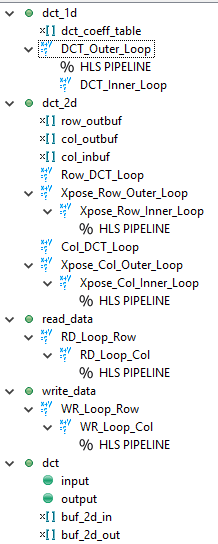 dct_1d
dct_coeff_table
DCT_Outer_Loop
% HLS PIPELINE
DCT_Inner_Loop
dct_2d
row_outbuf
col_outbuf
col_inbuf
Row_DCT_Loop
Xpose_Row_Outer_Loop
Xpose_Row_Inner_Loop
% HLS PIPELINE
Col_DCT_Loop
Xpose_Col_Outer_Loop
Xpose_Col_Inner_Loop
% HLS PIPELINE
read_data
RD_Loop_Row
RD_Loop_Col
% HLS PIPELINE
write_data
WR_Loop_Row
WR_Loop_Col
% HLS PIPELINE
dct
input
output
buf_2d_in
buf_2d_out